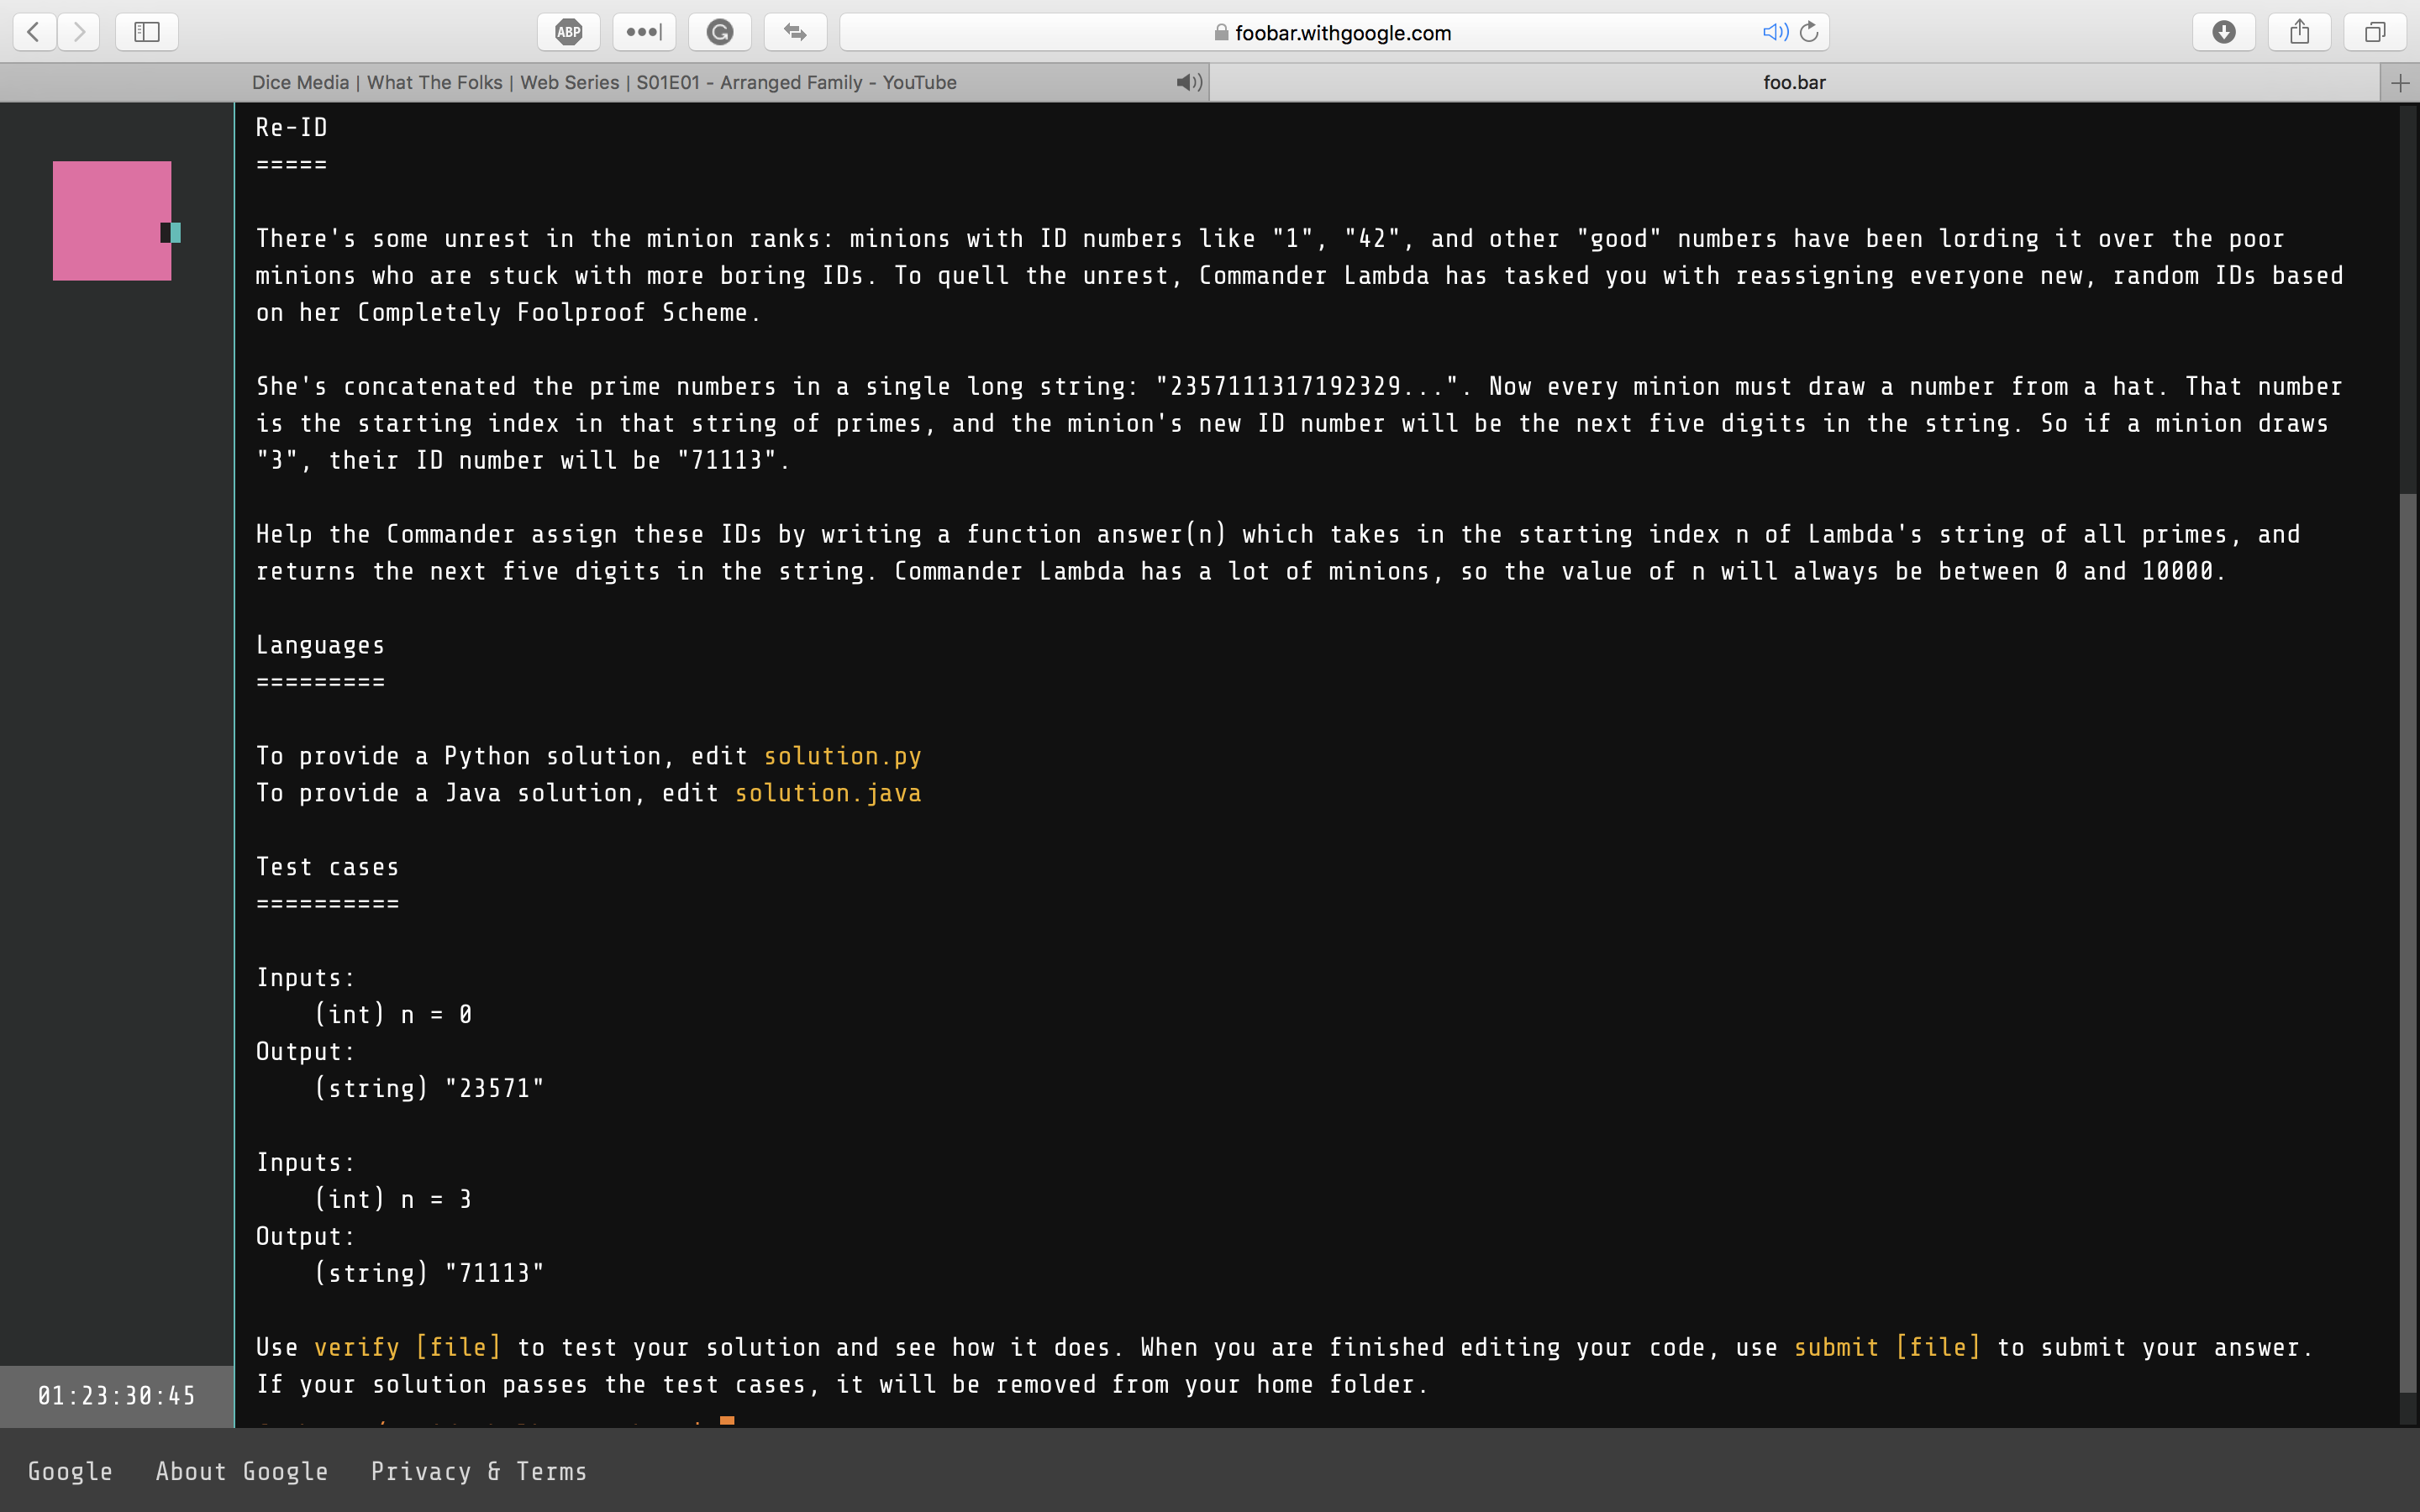 ABP
foobar.withgoogle.com
Dice Media | What The Folks | Web Series | S01E01 - Arranged Family - YouTube
foo.bar
Re-ID
=====
There's some unrest in the minion ranks: minions with ID numbers like "1", "42", and other "good" numbers have been lording it over the poor
minions who are stuck with more boring IDs. To quell the unrest, Commander Lambda has tasked you with reassigning everyone new, random IDs based
on her Completely Foolproof Scheme.
She's concatenated the prime numbers in a single long string: "2357111317192329...". Now every minion must draw a number from a hat. That number
is the starting index in that string of primes, and the minion's new ID number will be the next five digits in the string. So if a minion draws
"3", their ID number will be "71113".
Help the Commander assign these IDs by writing a function answer(n) which takes in the starting index n of Lambda's string of all primes, and
returns the next five digits in the string. Commander Lambda has a lot of minions, so the value of n will always be between 0 and 10000.
Languages
=========
To provide a Python solution, edit solution.py
To provide a Java solution, edit solution.java
Test cases
==========
Inputs:
(int) n = 0
Output:
(string) "23571"
Inputs:
(int) n = 3
Output:
(string) "71113"
Use verify [file] to test your solution and see how it does. When you are finished editing your code, use submit [file] to submit your answer.
If your solution passes the test cases, it will be removed from your home folder.
01:23:30:45
Google About Google Privacy & Terms